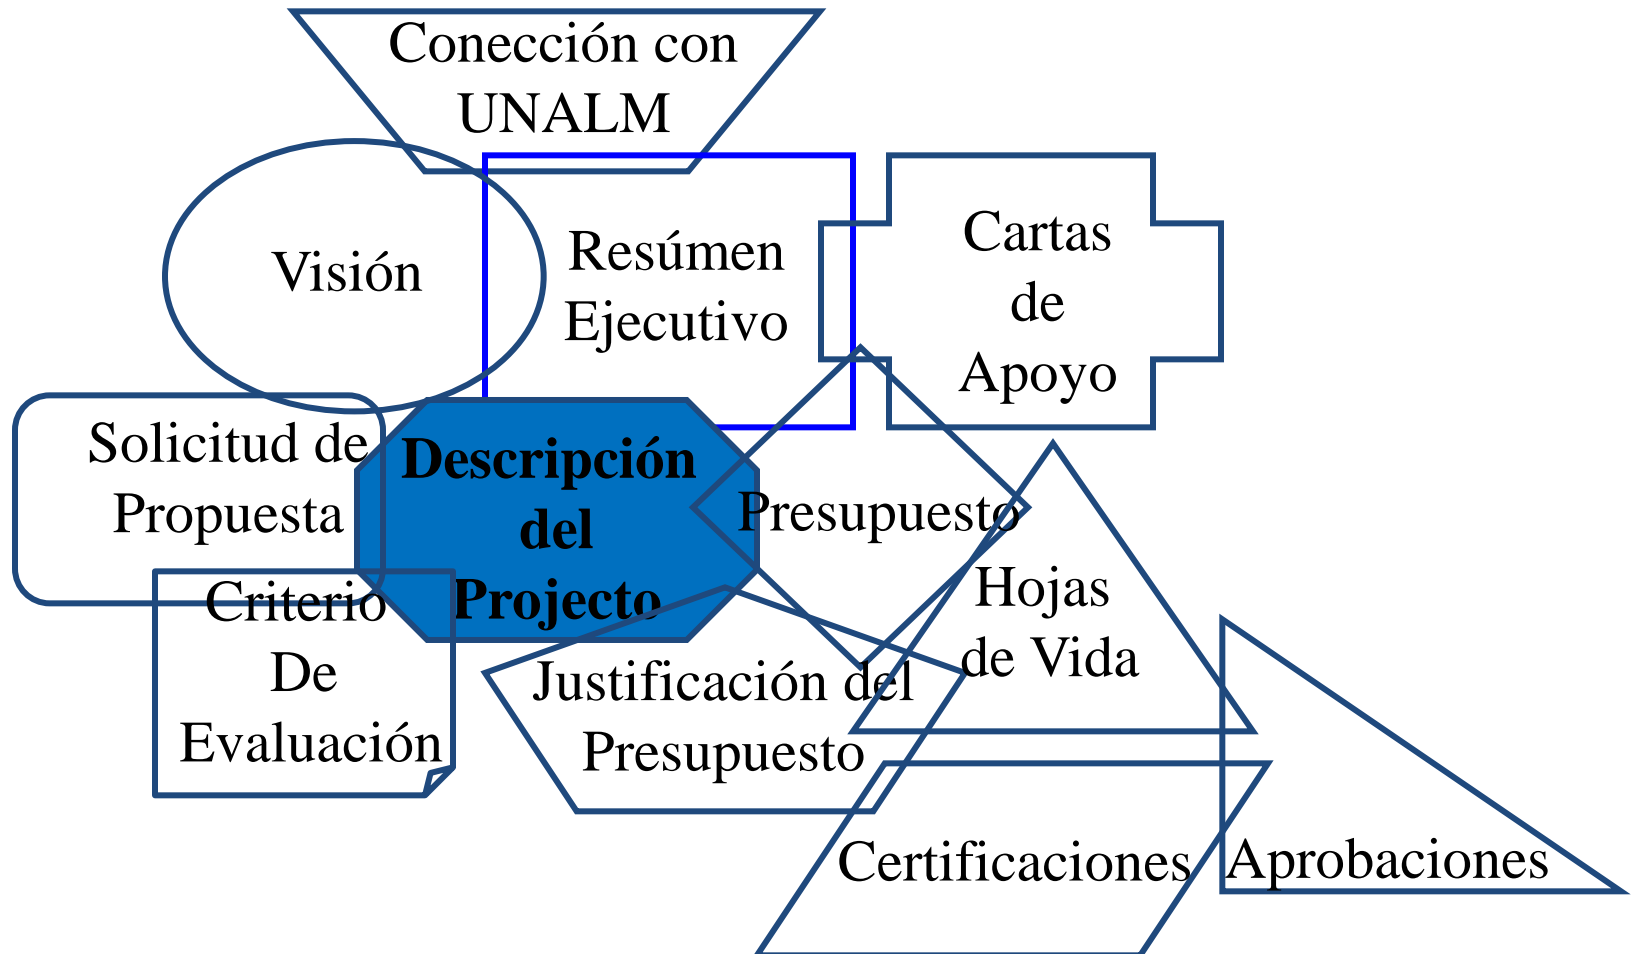 Conección con
UNALM
Visión
Resúmen
Ejecutivo
Cartas
de
Apoyo
Solicitud de
Propuesta
Descripción
del
Projecto
Presupuesto
Criterio
De
Evaluación
Justificación del
Presupuesto
Hojas
de Vida
Certificaciones
Aprobaciones